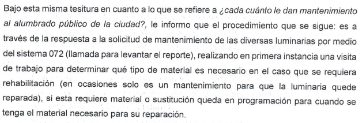 Bajo esta misma tesitura en cuanto a lo que se refiere a ¿cada cuánto le dan mantenimiento
al alumbrado público de la ciudad?, le informo que el procedimiento que se sigue: es a
través de la respuesta a la solicitud de mantenimiento de las diversas luminarias por medio
del sistema 072 (llamada para levantar el reporte), realizando en primera instancia una visita
de trabajo para determinar qué tipo de material es necesario en el caso que se requiera
rehabilitación (en ocasiones solo es un mantenimiento para que la luminaria quede
reparada), si esta requiere material o sustitución queda en programación para cuando se
tenga el material necesario para su reparación.